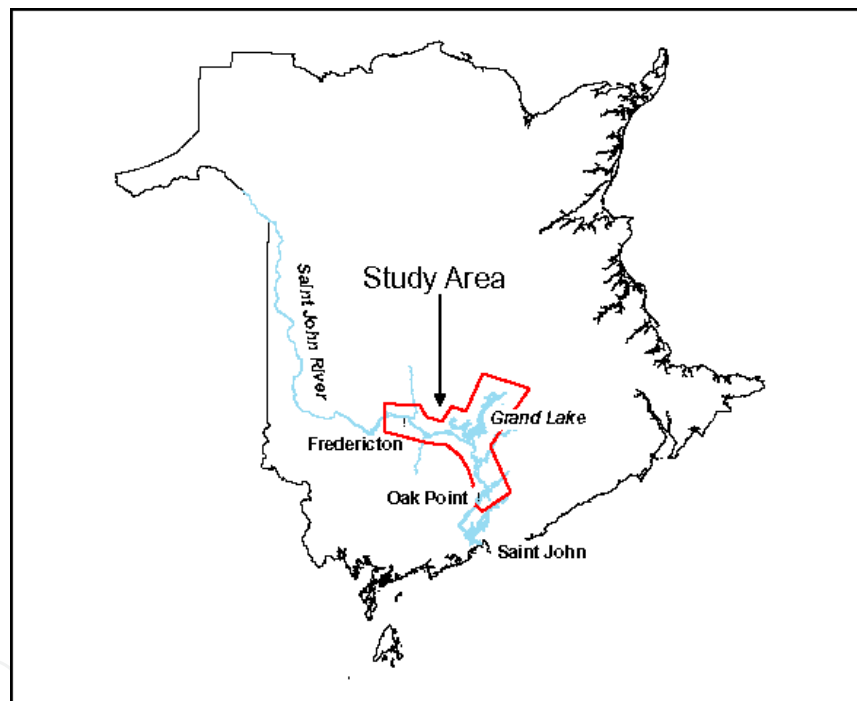 Study Area
Saint John River
Grand Lake
Fredericton
Oak Point
Saint John